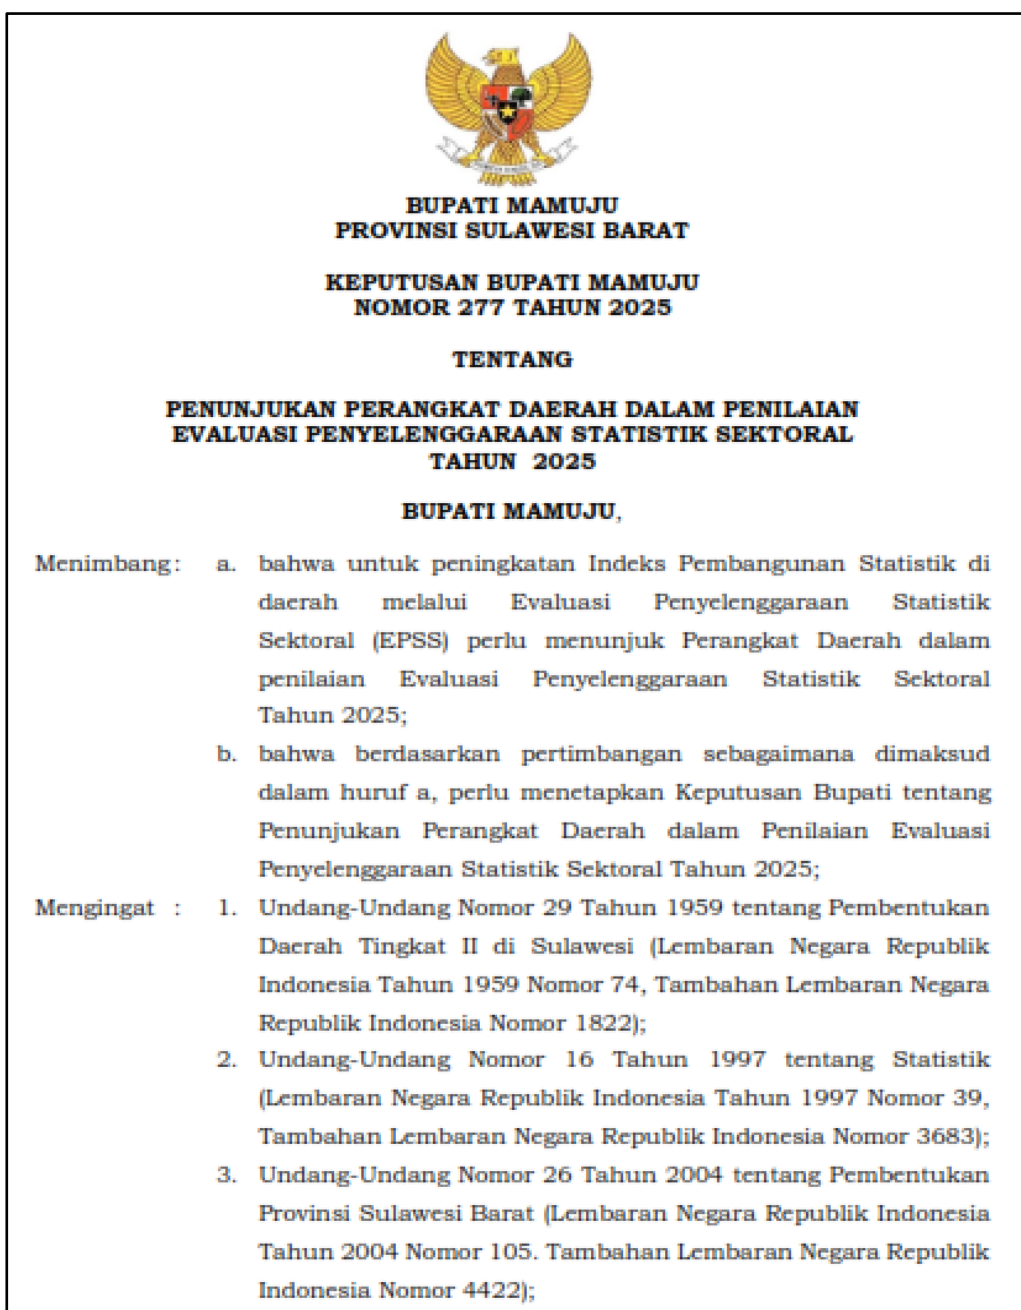 BUPATI MAMUJU
PROVINSI SULAWESI BARAT
KEPUTUSAN BUPATI MAMUJU
NOMOR 277 TAHUN 2025
TENTANG
PENUNJUKAN PERANGKAT DAERAH DALAM PENILAIAN
EVALUASI PENYELENGGARAAN STATISTIK SEKTORAL
TAHUN 2025
BUPATI MAMUJU,
Menimbang : a. bahwa untuk peningkatan Indeks Pembangunan Statistik di
daerah melalui Evaluasi Penyelenggaraan Statistik
Sektoral (EPSS) perlu menunjuk Perangkat Daerah dalam
penilaian Evaluasi Penyelenggaraan Statistik Sektoral
Tahun 2025;
b. bahwa berdasarkan pertimbangan sebagaimana dimaksud
dalam huruf a, perlu menetapkan Keputusan Bupati tentang
Penunjukan Perangkat Daerah dalam Penilaian Evaluasi
Penyelenggaraan Statistik Sektoral Tahun 2025;
Mengingat : 1. Undang-Undang Nomor 29 Tahun 1959 tentang Pembentukan
Daerah Tingkat II di Sulawesi (Lembaran Negara Republik
Indonesia Tahun 1959 Nomor 74, Tambahan Lembaran Negara
Republik Indonesia Nomor 1822);
2. Undang-Undang Nomor 16 Tahun 1997 tentang Statistik
(Lembaran Negara Republik Indonesia Tahun 1997 Nomor 39,
Tambahan Lembaran Negara Republik Indonesia Nomor 3683);
3. Undang-Undang Nomor 26 Tahun 2004 tentang Pembentukan
Provinsi Sulawesi Barat (Lembaran Negara Republik Indonesia
Tahun 2004 Nomor 105. Tambahan Lembaran Negara Republik
Indonesia Nomor 4422);